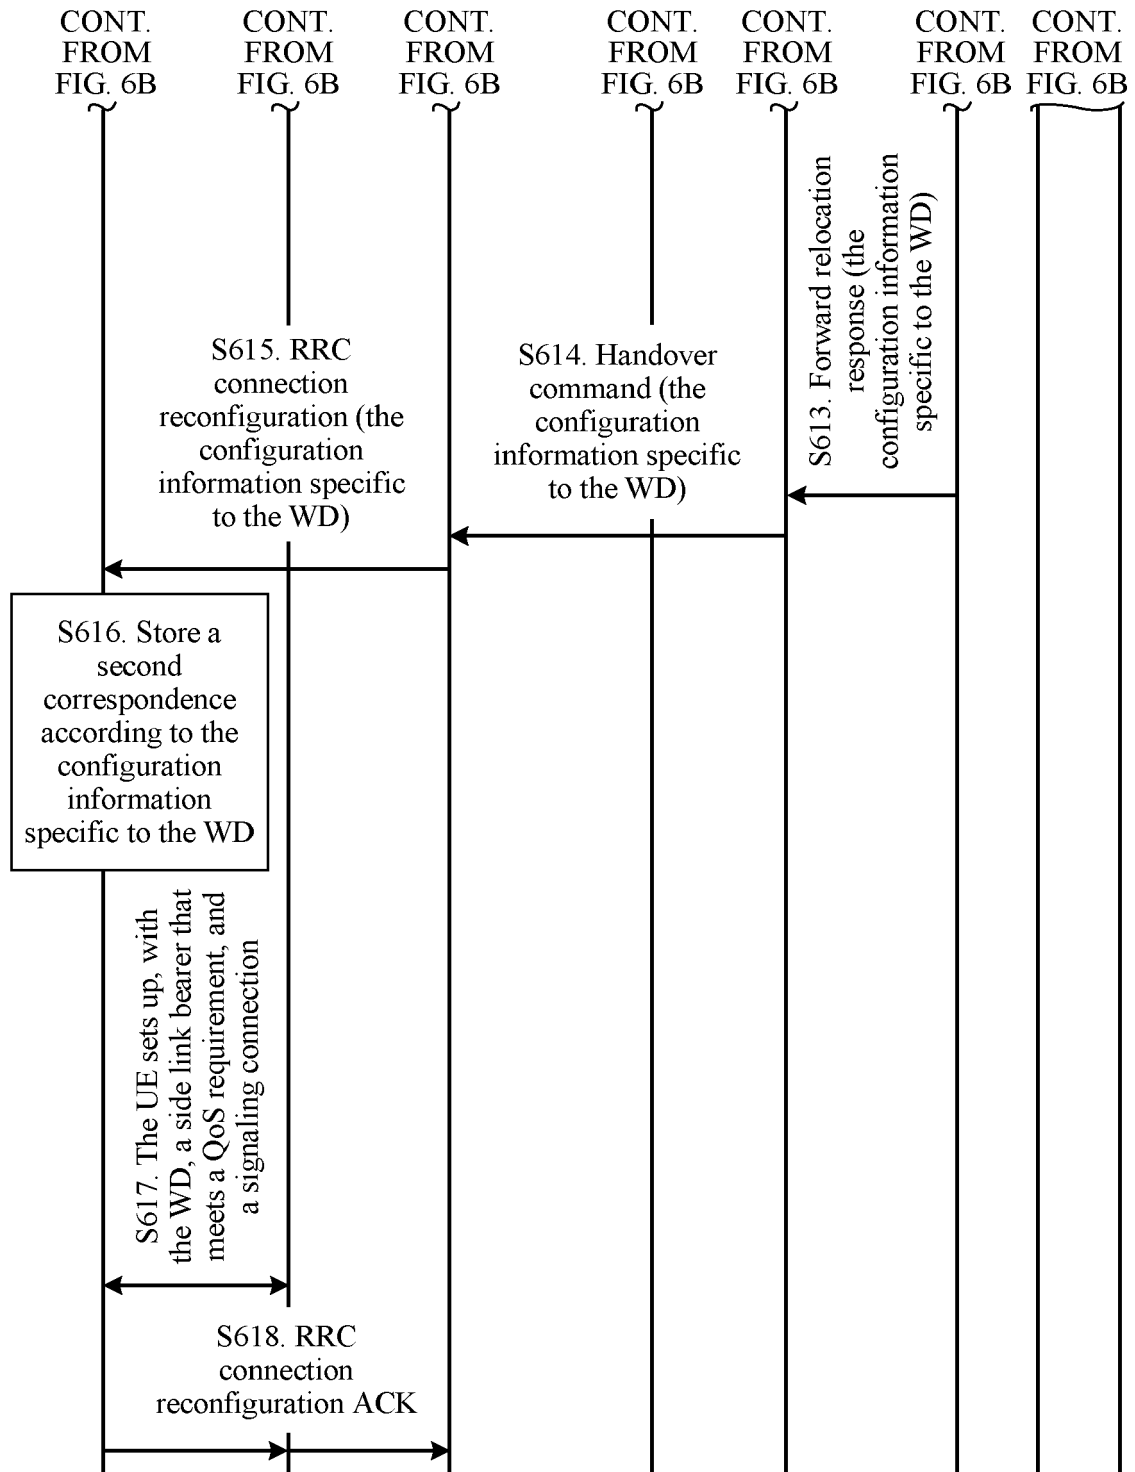 CONT.
FROM
FIG. 6B
CONT.
FROM
FIG. 6B
CONT.
FROM
FIG. 6B
CONT.
FROM
FIG. 6B
CONT.
FROM
FIG. 6B
CONT.
FROM
FIG. 6B
CONT.
FROM
FIG. 6B
S613. Forward relocation
response (the
configuration information
specific to the WD)
S614. Handover
command (the
configuration
information specific
to the WD)
S615. RRC
connection
reconfiguration (the
configuration
information specific
to the WD)
S616. Store a
second
correspondence
according to the
configuration
information
specific to the WD
S617. The UE sets up, with
the WD, a side link bearer that
meets a QoS requirement, and
a signaling connection
S618. RRC
connection
reconfiguration ACK